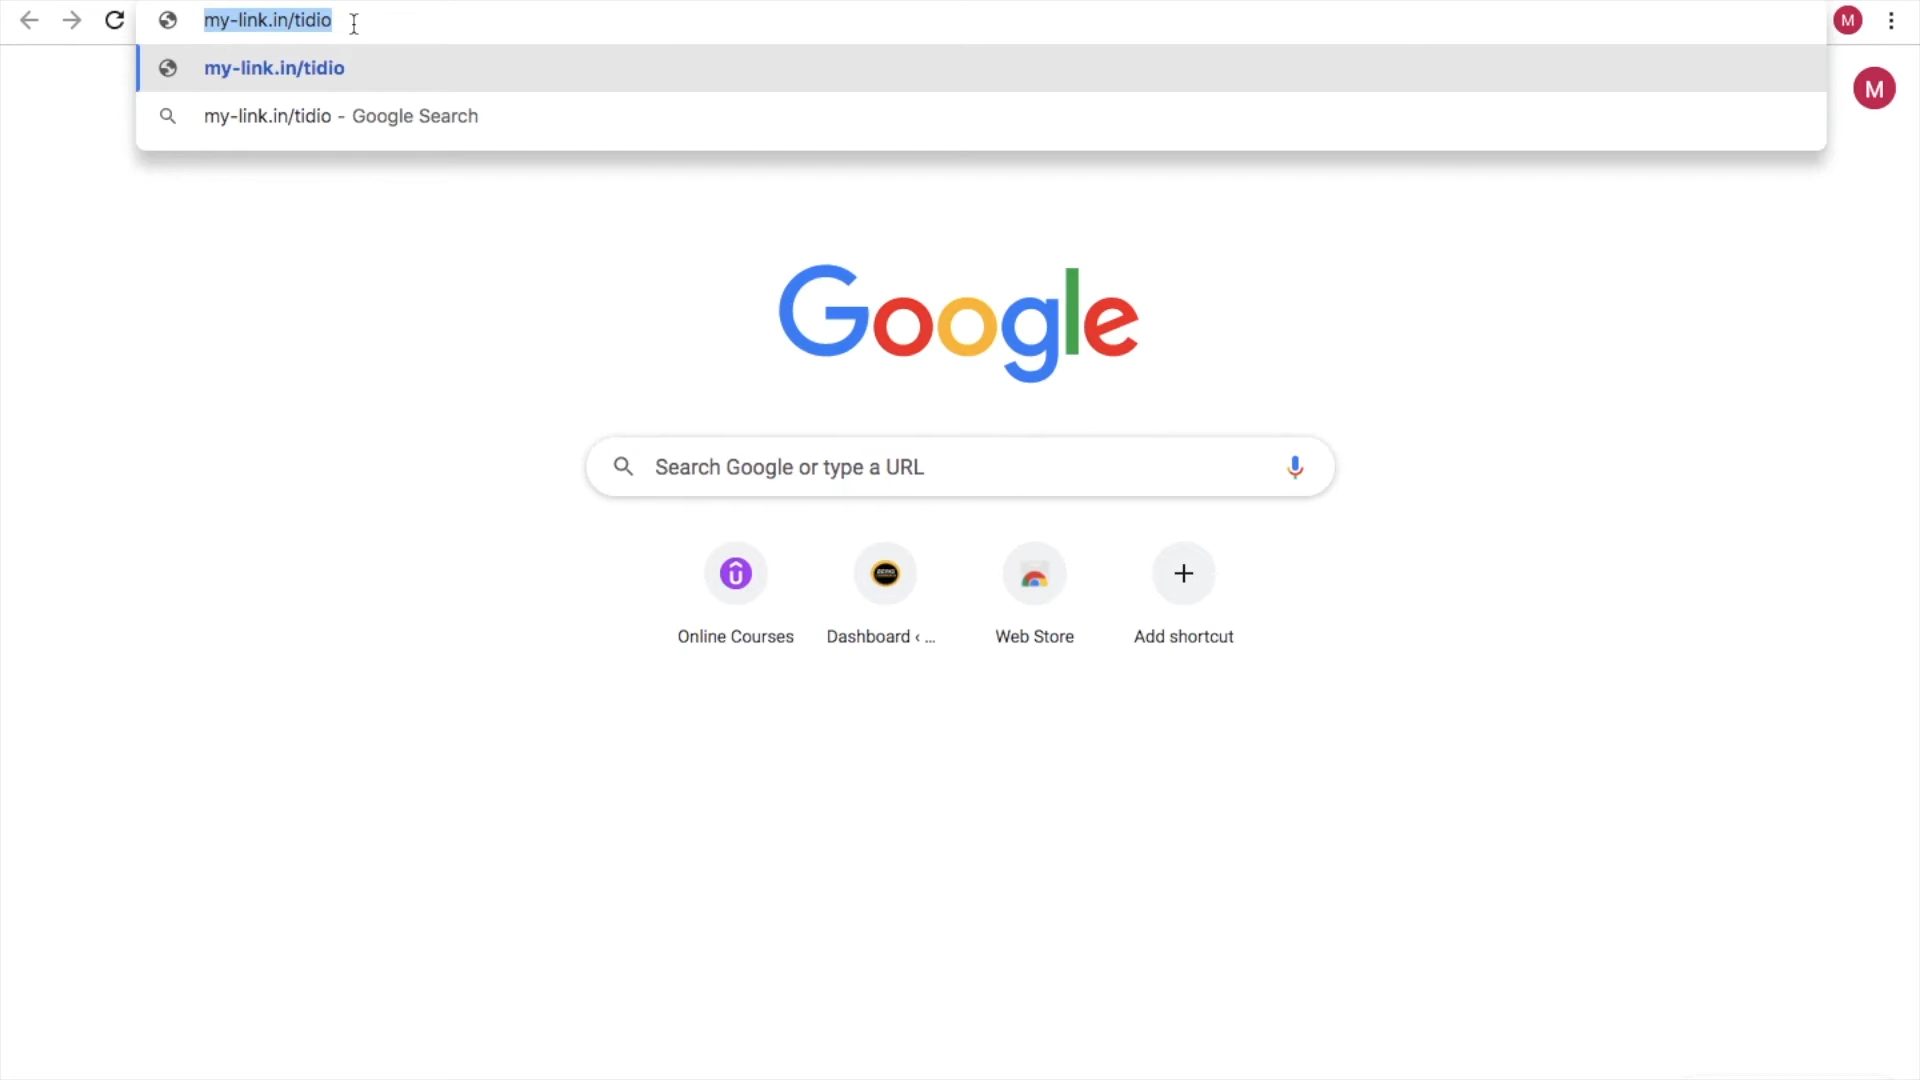 my-link.in/tidio
M
my-link.in/tidio
M
my-link.in/tidio - Google Search
Google
Search Google or type a URL
Online Courses
Dashboard ‹ ...
Web Store
Add shortcut